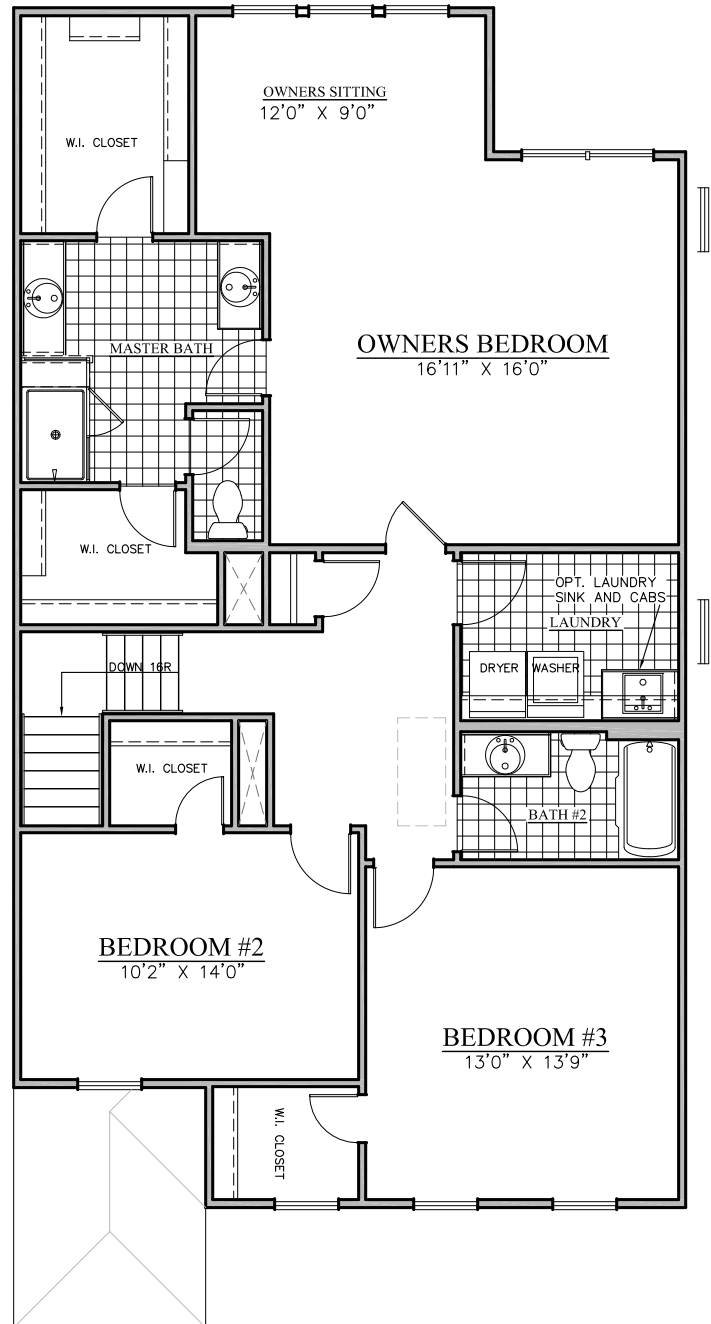 OWNERS SITTING
12'0" X 9'0"
W.I. CLOSET
MASTER BATH
OWNERS BEDROOM
16'11" X 16'0"
W.I. CLOSET
OPT. LAUNDRY
SINK AND CABS
LAUNDRY
DOWN 16R
DRYER
WASHER
W.I. CLOSET
BATH #2
BEDROOM #2
10'2" X 14'0"
BEDROOM #3
13'0" X 13'9"
W.I. CLOSET